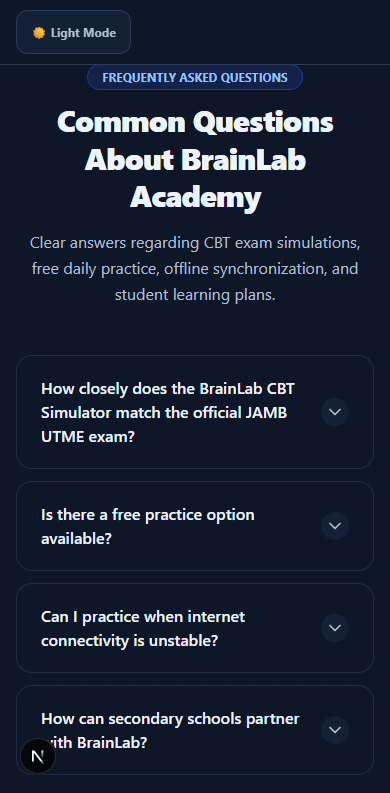 Light Mode
FREQUENTLY ASKED QUESTIONS
Common Questions
About BrainLab
Academy
Clear answers regarding CBT exam simulations,
free daily practice, offline synchronization, and
student learning plans.
How closely does the BrainLab CBT
Simulator match the official JAMB
UTME exam?
Is there a free practice option
available?
Can I practice when internet
connectivity is unstable?
How can secondary schools partner
with BrainLab?
N